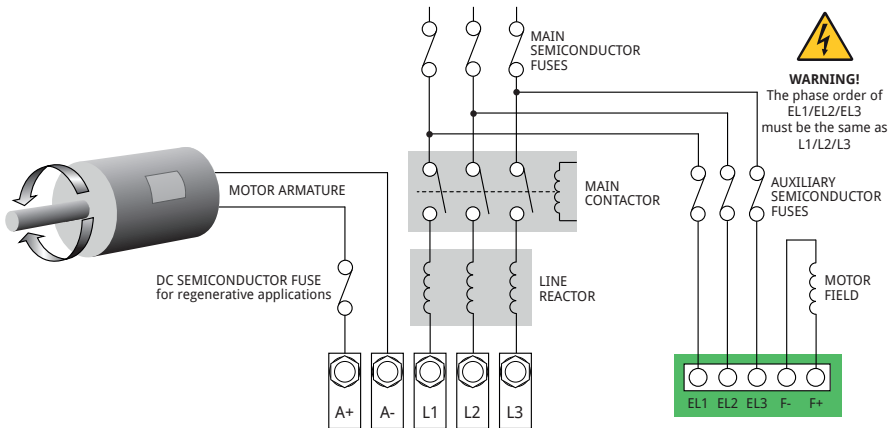 MAIN
SEMICONDUCTOR
FUSES
WARNING!
The phase order of
EL1/EL2/EL3
must be the same as
L1/L2/L3
MOTOR ARMATURE
MAIN
CONTACTOR
AUXILIARY
SEMICONDUCTOR
FUSES
DC SEMICONDUCTOR FUSE
for regenerative applications
LINE
REACTOR
MOTOR
FIELD
A+ A- L1 L2 L3
EL1 EL2 EL3 F- F+